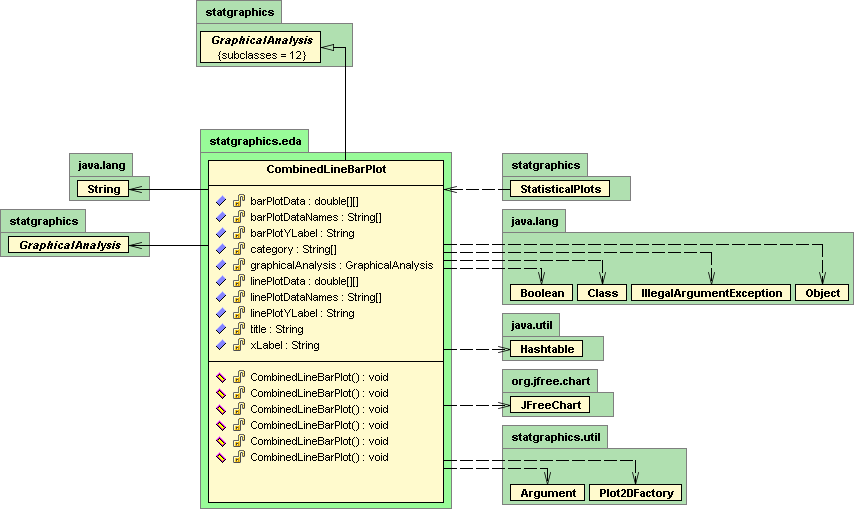 statgraphics
GraphicalAnalysis
{subclasses = 12}
statgraphics.eda
CombinedLineBarPlot
barPlotData : double[][]
barPlotDataNames : String[]
barPlotYLabel : String
category : String[]
graphicalAnalysis : GraphicalAnalysis
linePlotData : double[][]
linePlotDataNames : String[]
linePlotYLabel : String
title : String
xLabel : String
CombinedLineBarPlot() : void
CombinedLineBarPlot() : void
CombinedLineBarPlot() : void
CombinedLineBarPlot() : void
CombinedLineBarPlot() : void
CombinedLineBarPlot() : void
java.lang
String
statgraphics
GraphicalAnalysis
statgraphics
StatisticalPlots
java.lang
Boolean
Class
IllegalArgumentException
Object
java.util
Hashtable
org.jfree.chart
JFreeChart
statgraphics.util
Argument
Plot2DFactory